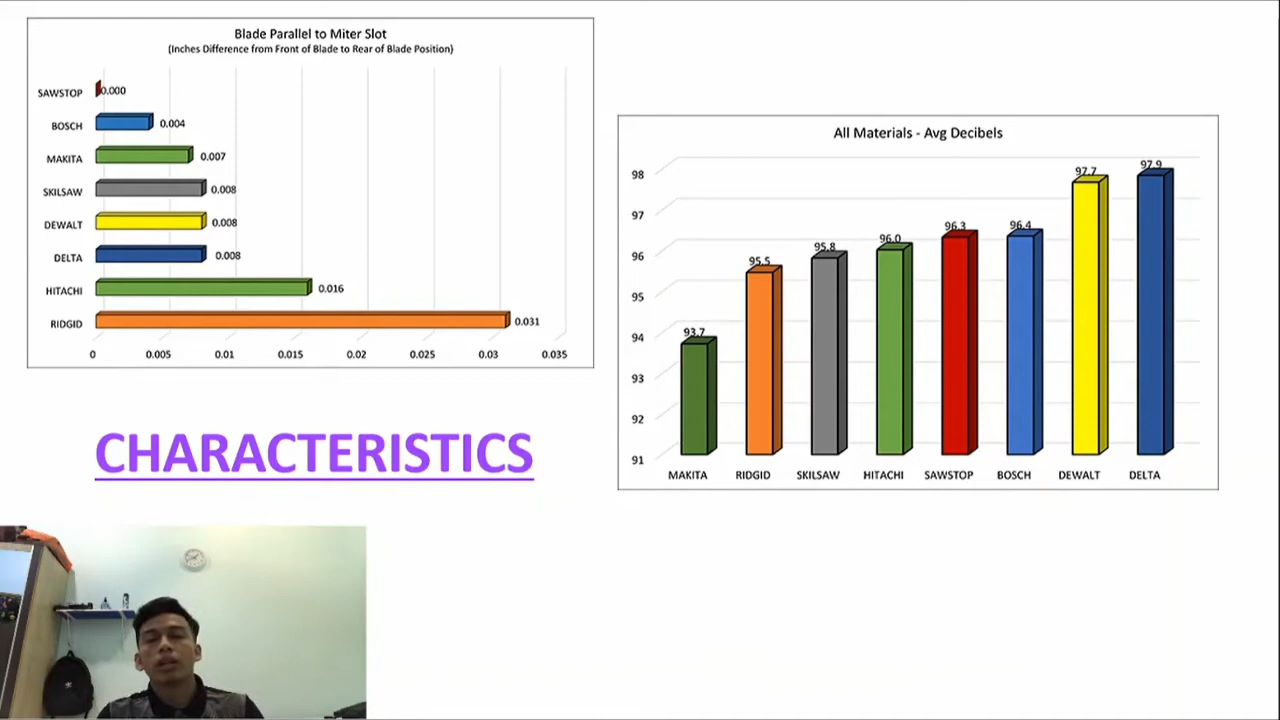 Blade Parallel to Miter Slot
(Inches Difference from Front of Blade to Rear of Blade Position)
SAWSTOP 0.000
BOSCH 0.004
MAKITA 0.007
SKILSAW 0.008
DEWALT 0.008
DELTA 0.008
HITACHI 0.016
RIDGID 0.031
0 0.005 0.01 0.015 0.02 0.025 0.03 0.035
All Materials - Avg Decibels
98
97
96
95
94
93
92
91
93.7 95.5 95.8 96.0 96.3 96.4 97.7 97.9
MAKITA RIDGID SKILSAW HITACHI SAWSTOP BOSCH DEWALT DELTA
CHARACTERISTICS